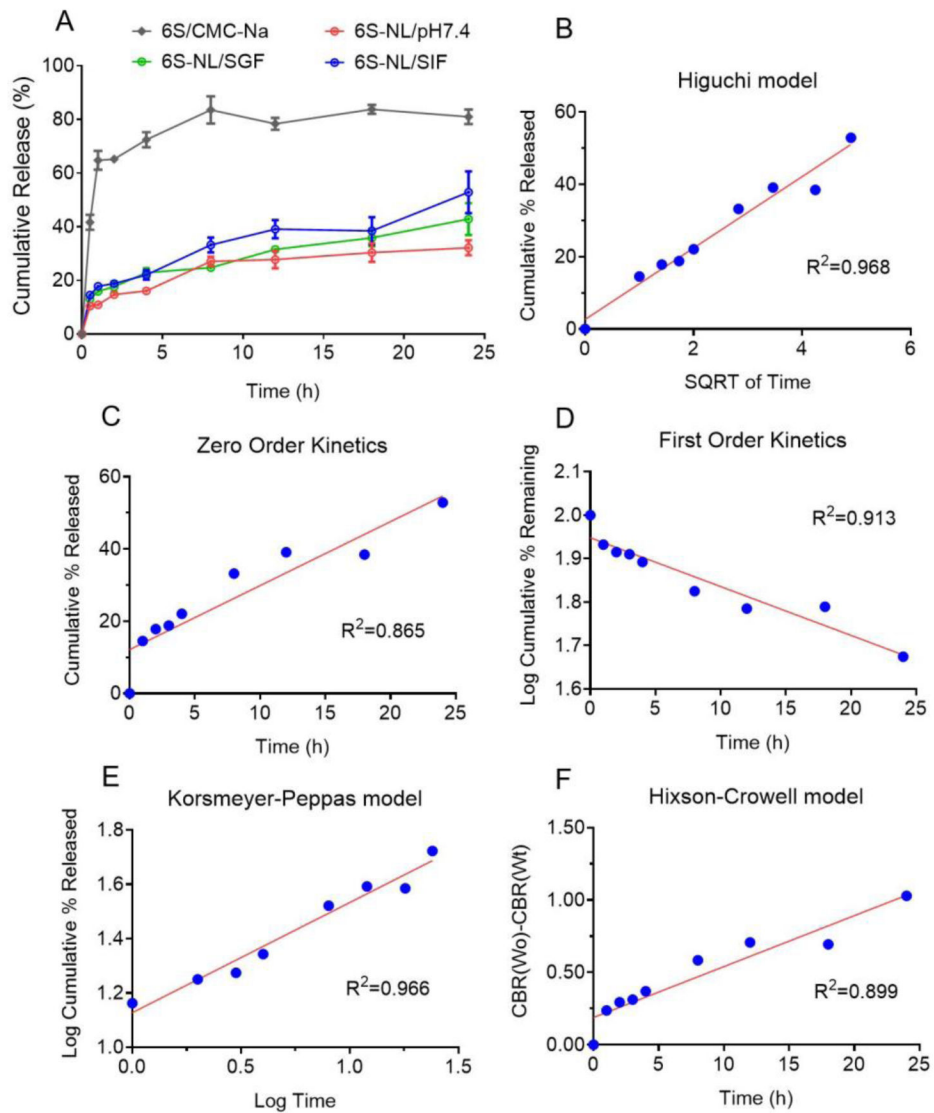 A
6S/CMC-Na
6S-NL/pH7.4
6S-NL/SGF
6S-NL/SIF
Cumulative Release (%)
100
80
60
40
20
0
0 5 10 15 20 25
Time (h)
B
Higuchi model
Cumulative % Released
60
40
20
0
R²=0.968
0 2 4 6
SQRT of Time
C
Zero Order Kinetics
Cumulative % Released
60
40
20
0
R²=0.865
0 5 10 15 20 25
Time (h)
D
First Order Kinetics
Log Cumulative % Remaining
2.1
2.0
1.9
1.8
1.7
1.6
R²=0.913
0 5 10 15 20 25
Time (h)
E
Korsmeyer-Peppas model
Log Cumulative % Released
1.8
1.6
1.4
1.2
1.0
R²=0.966
0.0 0.5 1.0 1.5
Log Time
F
Hixson-Crowell model
CBR(Wo)-CBR(Wt)
1.50
1.00
0.50
0.00
R²=0.899
0 5 10 15 20 25
Time (h)